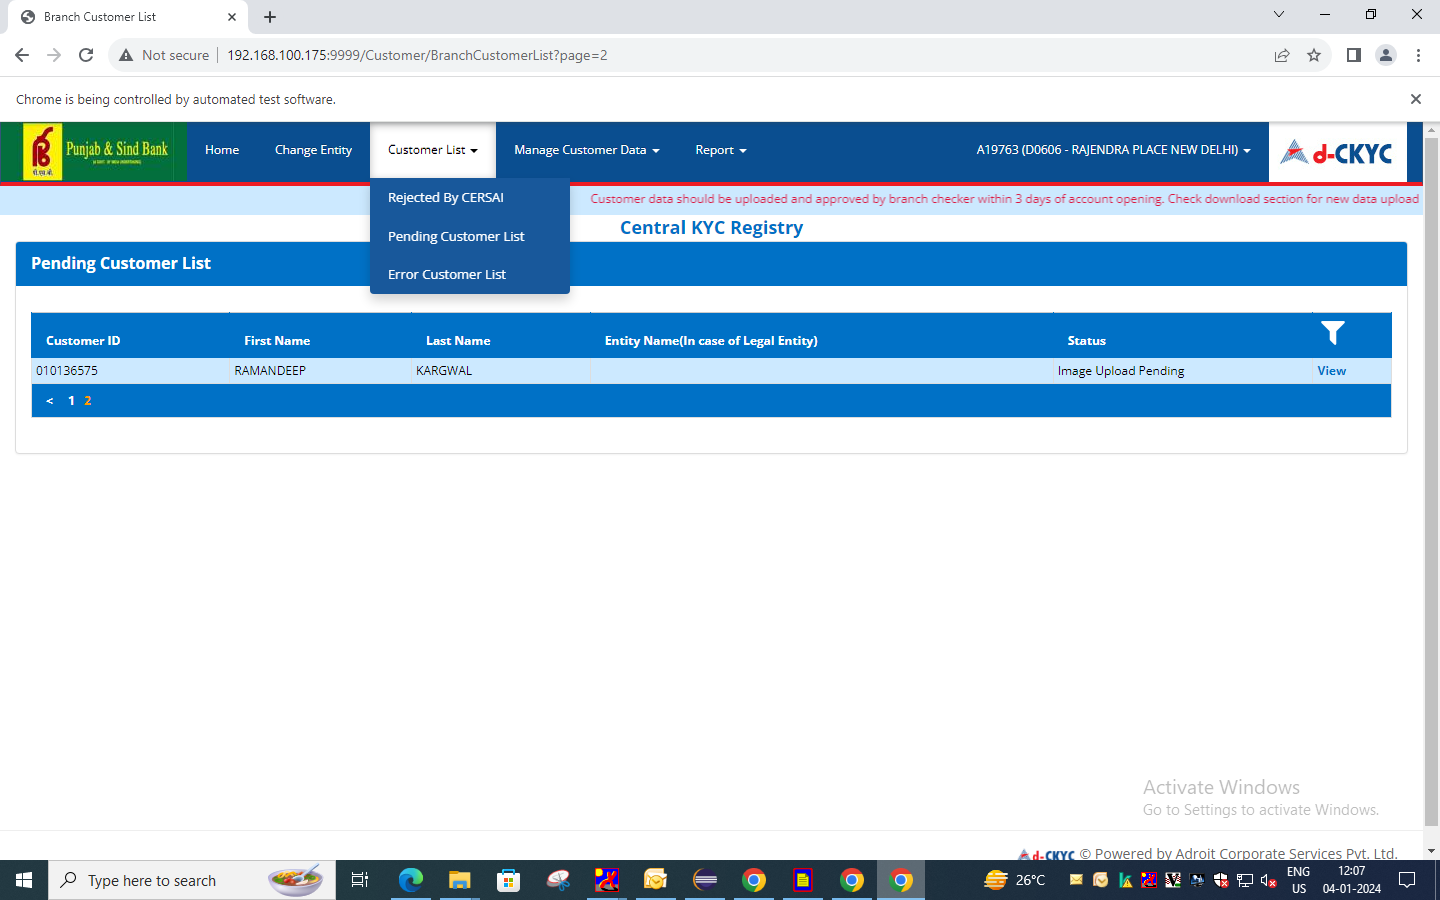 Branch Customer List
Not secure
192.168.100.175:9999/Customer/BranchCustomerList?page=2
Chrome is being controlled by automated test software.
पी.एस.बी.
Punjab & Sind Bank
Home
Change Entity
Customer List
Manage Customer Data
Report
A19763 (D0606 - RAJENDRA PLACE NEW DELHI)
d-CKYC
Rejected By CERSAI
Pending Customer List
Error Customer List
Customer data should be uploaded and approved by branch checker within 3 days of account opening. Check download section for new data upload
Central KYC Registry
Pending Customer List
Customer ID First Name Last Name Entity Name(In case of Legal Entity) Status
010136575 RAMANDEEP KARGWAL Image Upload Pending View
< 1 2
Activate Windows
Go to Settings to activate Windows.
d-CKYC © Powered by Adroit Corporate Services Pvt. Ltd.
Type here to search
26°C
ENG
US
12:07
04-01-2024